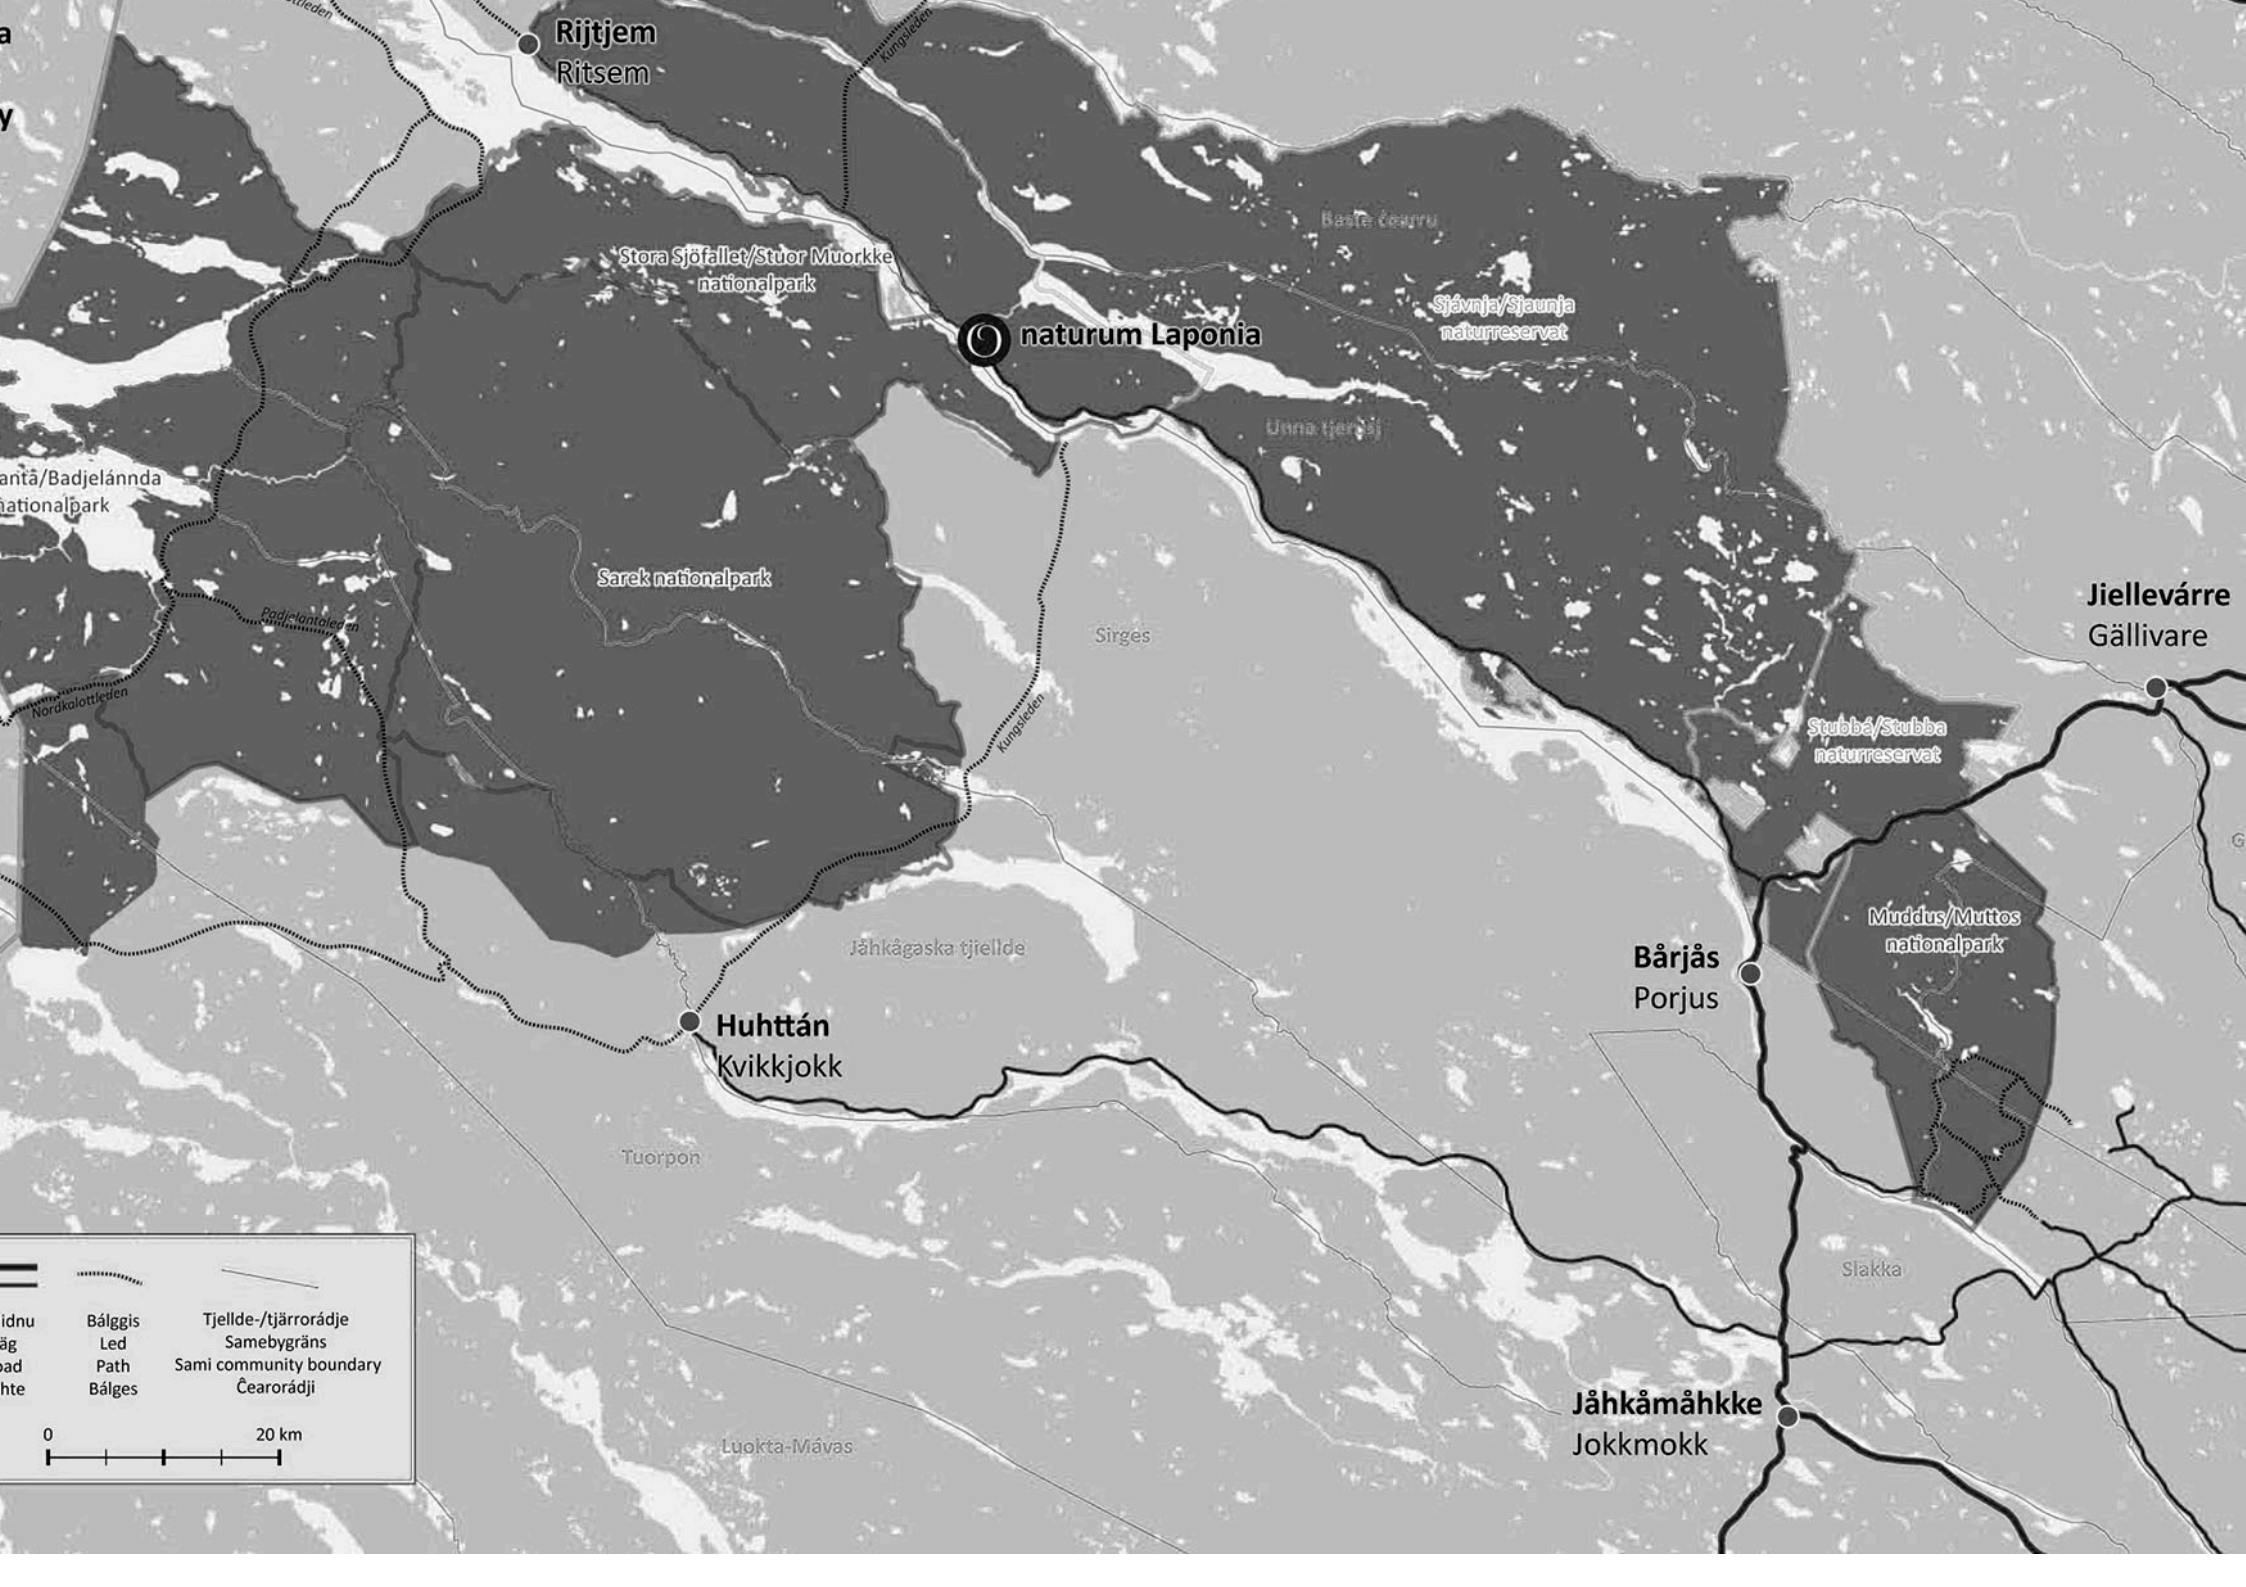 Rijtjem
Ritsem
Kungsleden
y
Baste čearru
Stora Sjöfallet/Stuor Muorkke
nationalpark
Sjávnja/Sjaunja
naturreservat
naturum Laponia
Unna tjerusj
antá/Badjelánnda
nationalpark
Sarek nationalpark
Jiellevárre
Gällivare
Padjelantaleden
Sirges
Nordkalottleden
Kungsleden
Stubbá/Stubba
naturreservat
Muddus/Muttos
nationalpark
Jåhkågaska tjiellde
Bårjås
Porjus
Huhttán
Kvikkjokk
Tuorpon
Slakka
idnu
äg
oad
hte
Bálggis
Led
Path
Bálges
Tjellde-/tjärrorádje
Samebygräns
Sami community boundary
Čearorádji
0
20 km
Jåhkåmåhkke
Jokkmokk
Luokta-Mávas